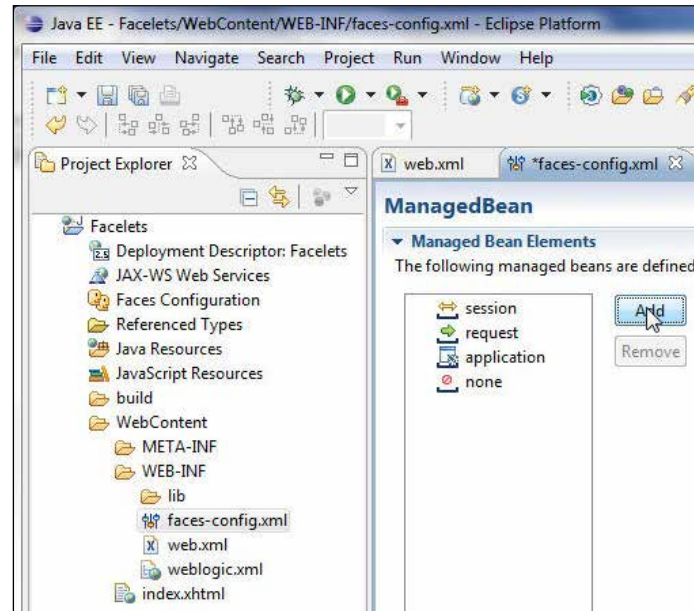 Java EE - Facelets/WebContent/WEB-INF/faces-config.xml - Eclipse Platform
File Edit View Navigate Search Project Run Window Help
Project Explorer
web.xml
*faces-config.xml
Facelets
Deployment Descriptor: Facelets
JAX-WS Web Services
Faces Configuration
Referenced Types
Java Resources
JavaScript Resources
build
WebContent
META-INF
WEB-INF
lib
faces-config.xml
web.xml
weblogic.xml
index.xhtml
ManagedBean
Managed Bean Elements
The following managed beans are defined
session
request
application
none
Add
Remove